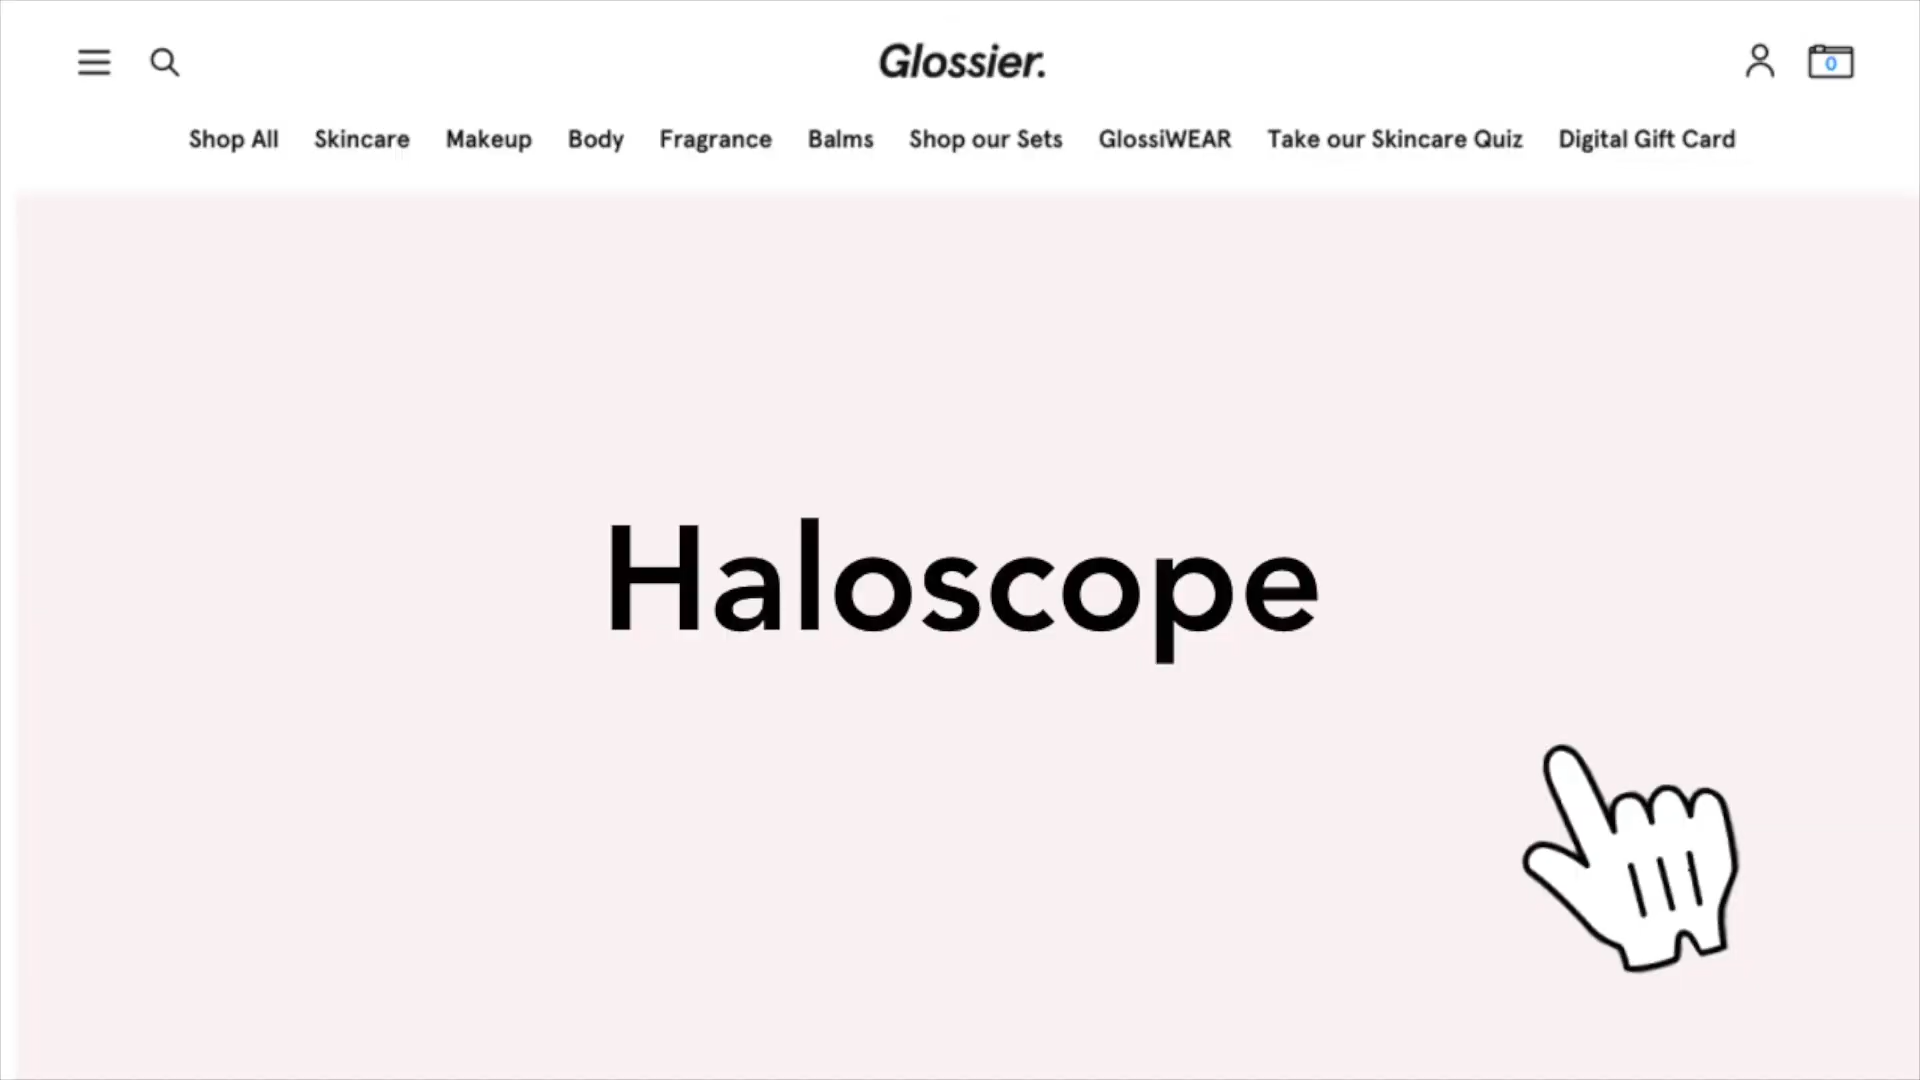 Glossier.
0
Shop All Skincare Makeup Body Fragrance Balms Shop our Sets GlossiWEAR Take our Skincare Quiz Digital Gift Card
Haloscope